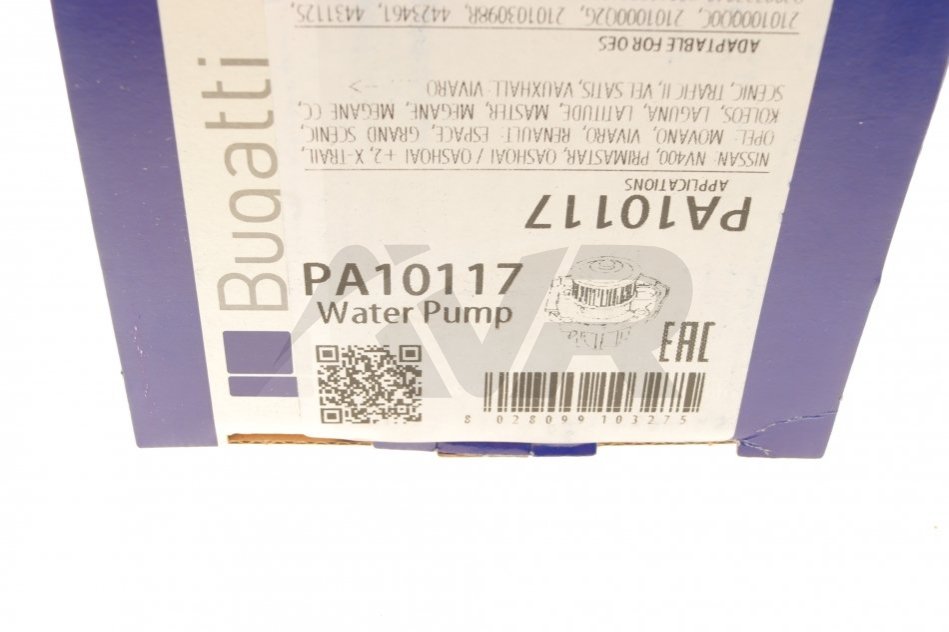 Bugatti
PA10117
Water Pump
EAC
8 028099 103275
PA10117
APPLICATIONS
NISSAN: NV400, PRIMASTAR, QASHQAI / QASHQAI + 2, X-TRAIL,
OPEL: MOVANO, VIVARO, RENAULT: ESPACE, GRAND SCENIC,
KOLEOS, LAGUNA, LATITUDE, MASTER, MEGANE, MEGANE CC,
SCENIC, TRAFIC II, VEL SATIS, VAUXHALL: VIVARO
ADAPTABLE FOR OES
210100000C, 210100002G, 210103098R, 4423461, 4431125,
AVR